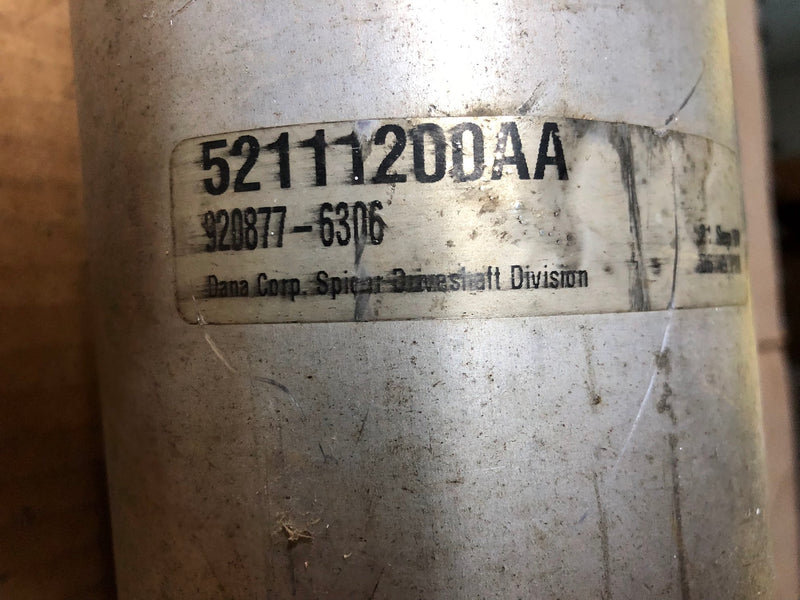 52111200AA
920877-6306
Dana Corp. Spicer Driveshaft Division